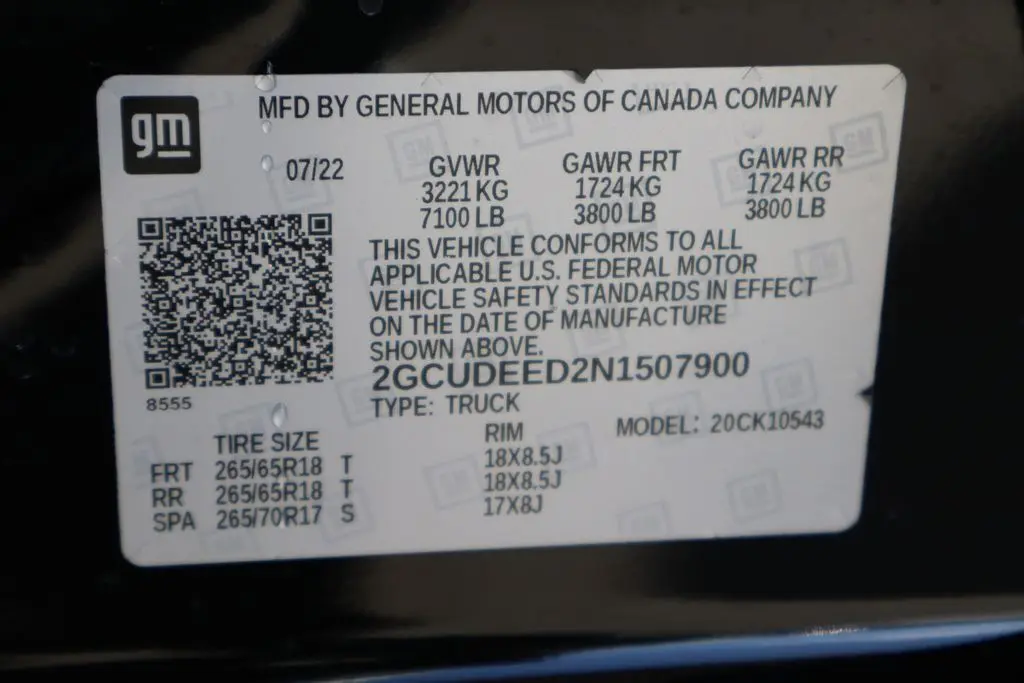 gm
MFD BY GENERAL MOTORS OF CANADA COMPANY
07/22
GVWR GAWR FRT GAWR RR
3221 KG 1724 KG 1724 KG
7100 LB 3800 LB 3800 LB
THIS VEHICLE CONFORMS TO ALL
APPLICABLE U.S. FEDERAL MOTOR
VEHICLE SAFETY STANDARDS IN EFFECT
ON THE DATE OF MANUFACTURE
SHOWN ABOVE.
2GCUDEED2N1507900
8555
TYPE: TRUCK
MODEL: 20CK10543
TIRE SIZE RIM
FRT 265/65R18 T 18X8.5J
RR 265/65R18 T 18X8.5J
SPA 265/70R17 S 17X8J